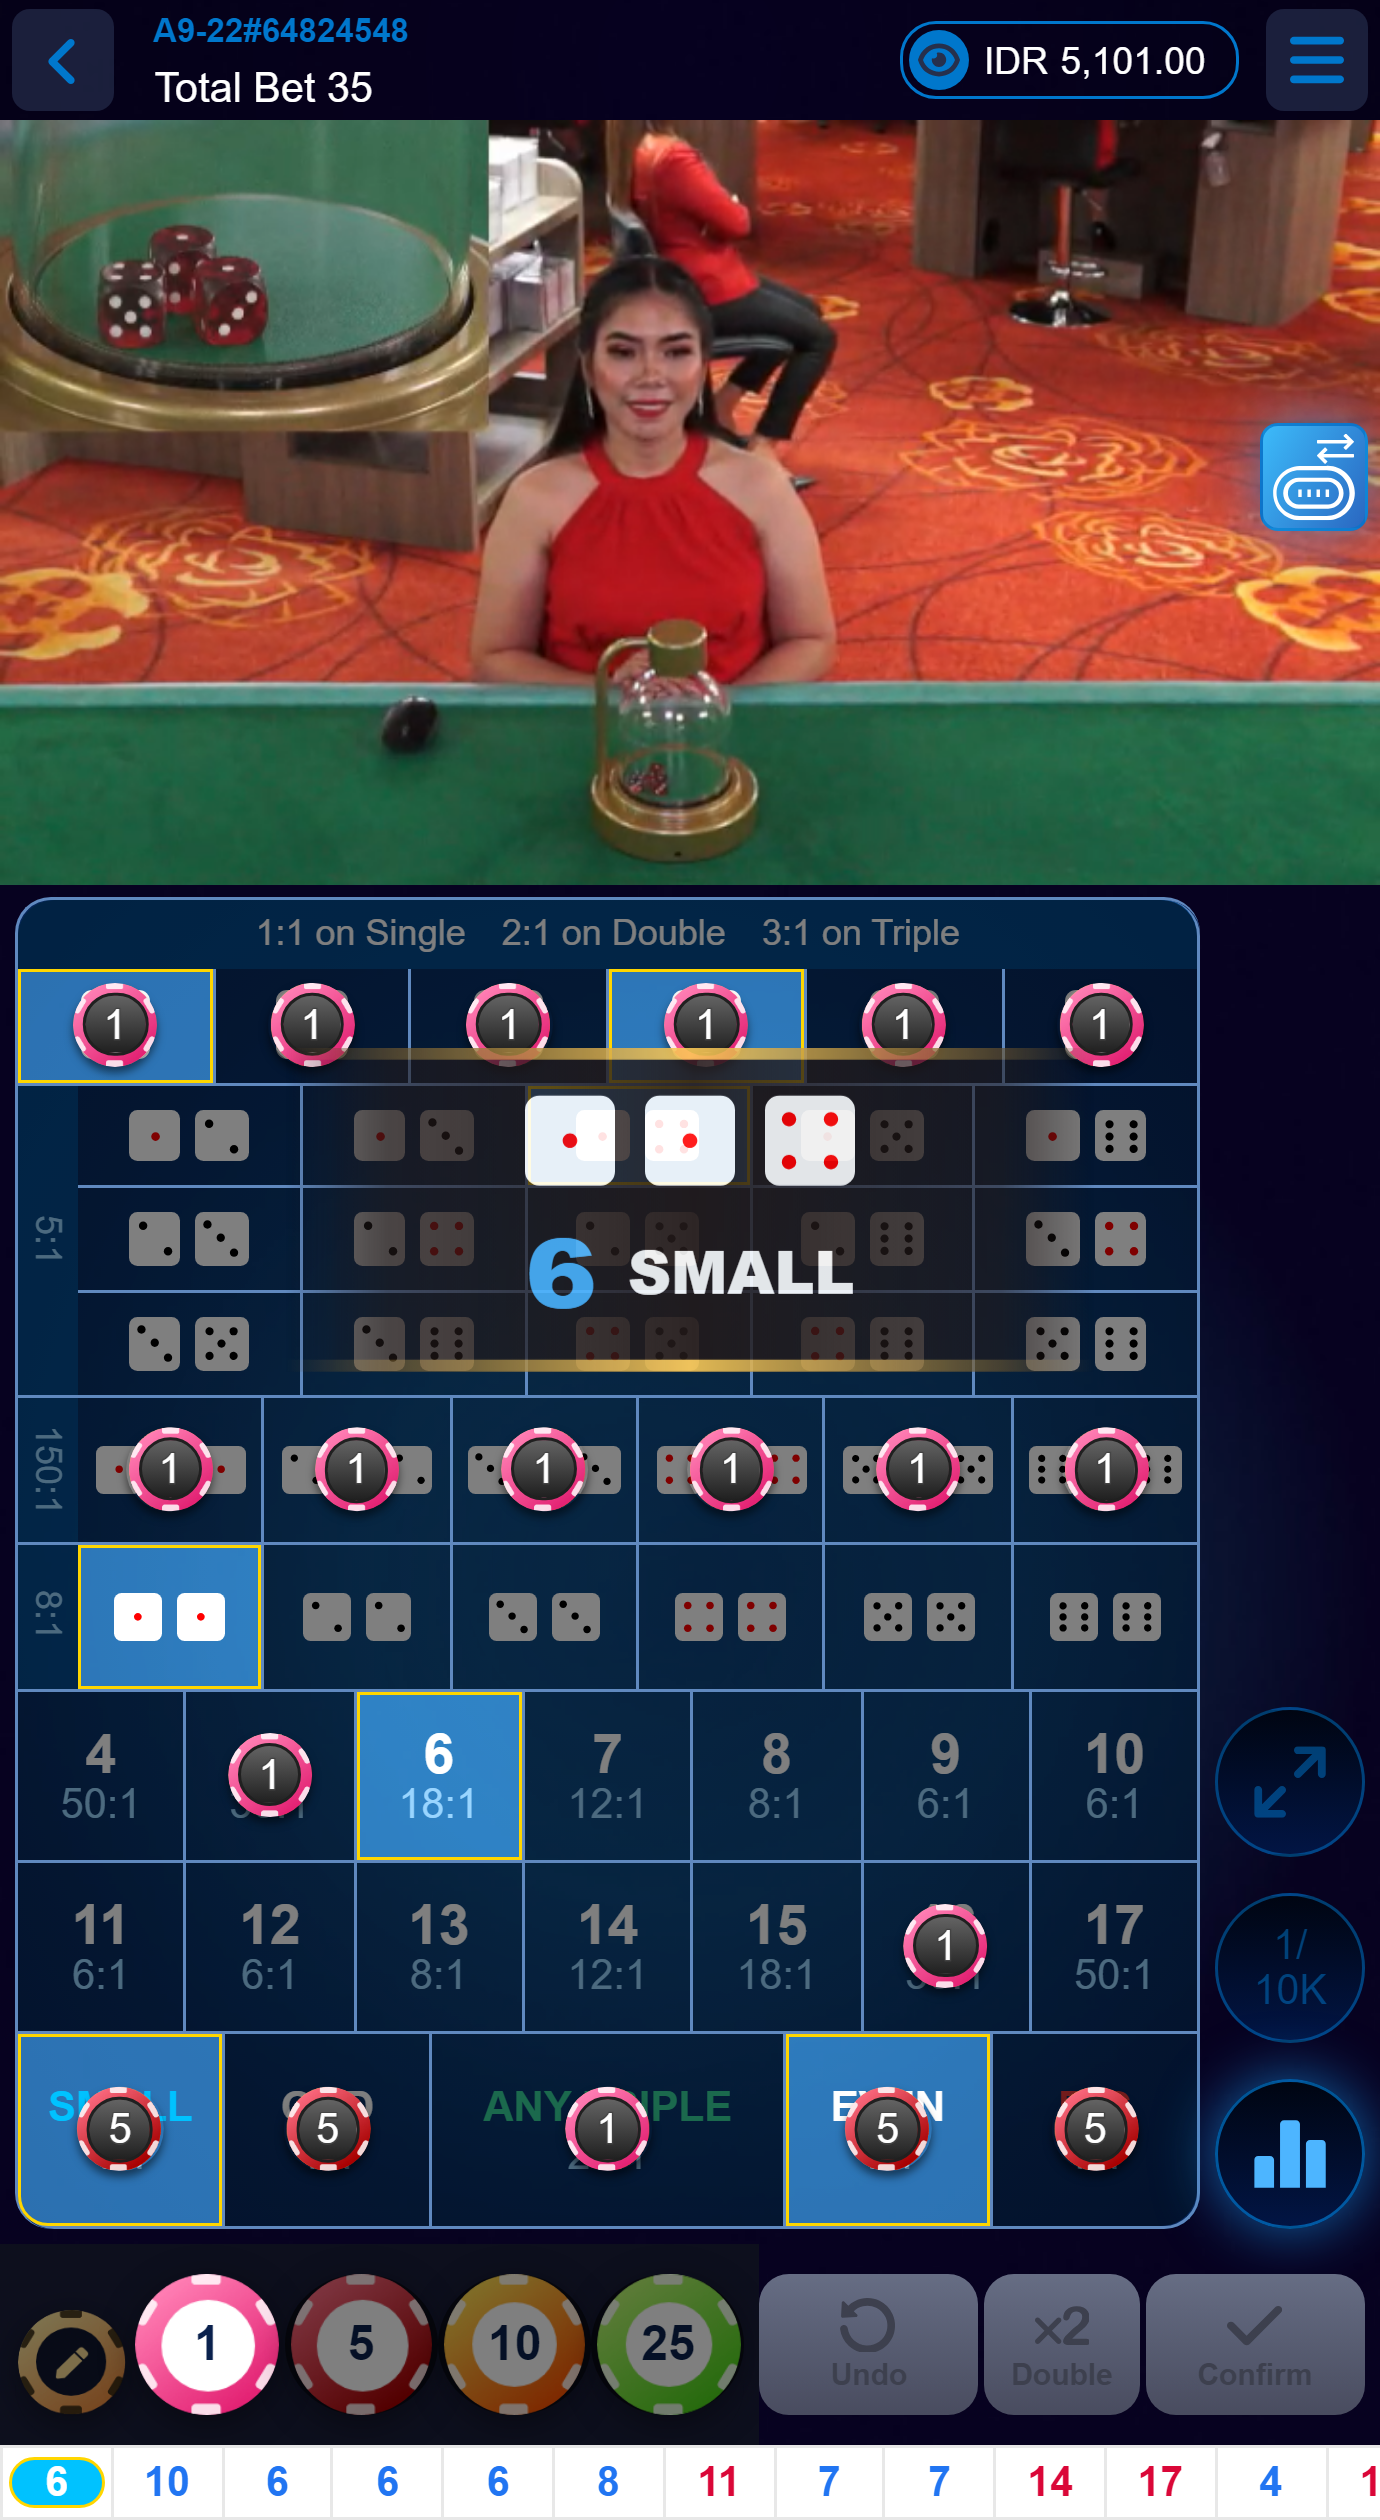 A9-22#64824548
Total Bet 35
IDR 5,101.00
1:1 on Single 2:1 on Double 3:1 on Triple
1 1 1 1 1 1
5:1
6 SMALL
150:1
1 1 1 1 1 1
8:1
4 1 6 7 8 9 10
50:1 18:1 12:1 8:1 6:1 6:1
11 12 13 14 15 1 17
6:1 6:1 8:1 12:1 18:1 50:1
1/
10K
5 5 1 5 5
1 5 10 25
x2
Undo Double Confirm
6 10 6 6 6 8 11 7 7 14 17 4